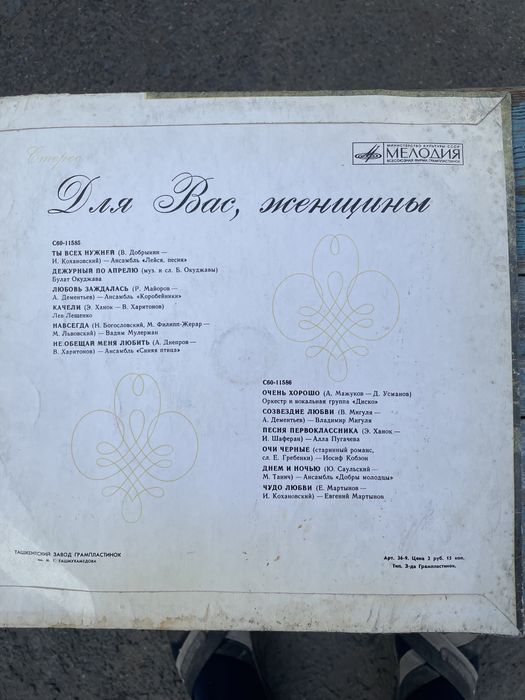 Стерео
МИНИСТЕРСТВО КУЛЬТУРЫ СССР
МЕЛОДИЯ
ВСЕСОЮЗНАЯ ФИРМА ГРАМПЛАСТИНОК
Для Вас, женщины
С60-11585
ТЫ ВСЕХ НУЖНЕЙ (В. Добрынин —
И. Кохановский) — Ансамбль «Лейся, песня»
ДЕЖУРНЫЙ ПО АПРЕЛЮ (муз. и сл. Б. Окуджавы)
Булат Окуджава
ЛЮБОВЬ ЗАЖДАЛАСЬ (Р. Майоров —
А. Дементьев) — Ансамбль «Коробейники»
КАЧЕЛИ (Э. Ханок — В. Харитонов)
Лев Лещенко
НАВСЕГДА (Н. Богословский, М. Филипп-Жерар —
М. Львовский) — Вадим Мулерман
НЕ ОБЕЩАЙ МЕНЯ ЛЮБИТЬ (А. Днепров —
В. Харитонов) — Ансамбль «Синяя птица»
С60-11586
ОЧЕНЬ ХОРОШО (А. Мажуков — Д. Усманов)
Оркестр и вокальная группа «Диско»
СОЗВЕЗДИЕ ЛЮБВИ (В. Мигуля —
А. Дементьев) — Владимир Мигуля
ПЕСНЯ ПЕРВОКЛАССНИКА (Э. Ханок —
И. Шаферан) — Алла Пугачева
ОЧИ ЧЕРНЫЕ (старинный романс,
сл. Е. Гребенки) — Иосиф Кобзон
ДНЕМ И НОЧЬЮ (Ю. Саульский —
М. Танич) — Ансамбль «Добры молодцы»
ЧУДО ЛЮБВИ (Е. Мартынов —
И. Кохановский) — Евгений Мартынов
ТАШКЕНТСКИЙ ЗАВОД ГРАМПЛАСТИНОК
им. М. Т. ТАШМУХАМЕДОВА
Арт. 36-9. Цена 2 руб. 15 коп.
Тип. З-да Грампластинок.